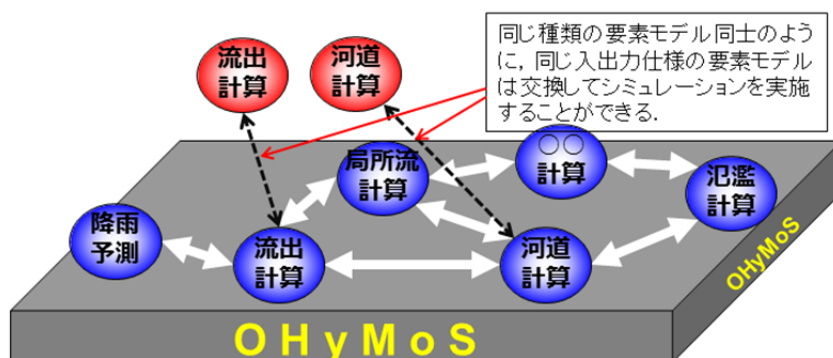 同じ種類の要素モデル同士のよう
に，同じ入出力仕様の要素モデル
は交換してシミュレーションを実施
することができる．
流出
計算
河道
計算
○○
計算
局所流
計算
氾濫
計算
降雨
予測
流出
計算
河道
計算
OHyMoS
OHyMoS